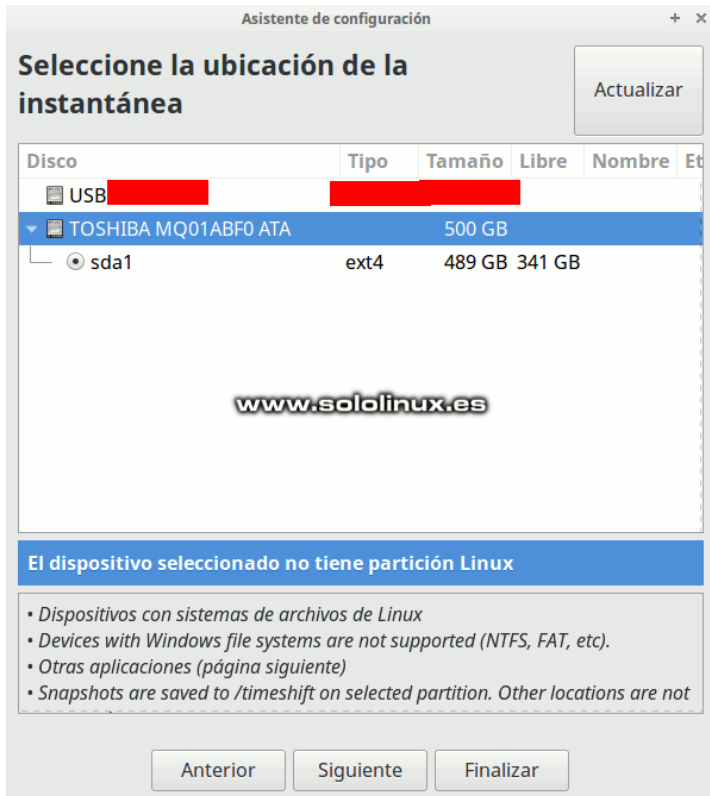 Asistente de configuración
Seleccione la ubicación de la
instantánea
Actualizar
Disco Tipo Tamaño Libre Nombre Et
USB
TOSHIBA MQ01ABF0 ATA 500 GB
sda1 ext4 489 GB 341 GB
www.sololinux.es
El dispositivo seleccionado no tiene partición Linux
• Dispositivos con sistemas de archivos de Linux
• Devices with Windows file systems are not supported (NTFS, FAT, etc).
• Otras aplicaciones (página siguiente)
• Snapshots are saved to /timeshift on selected partition. Other locations are not
Anterior Siguiente Finalizar